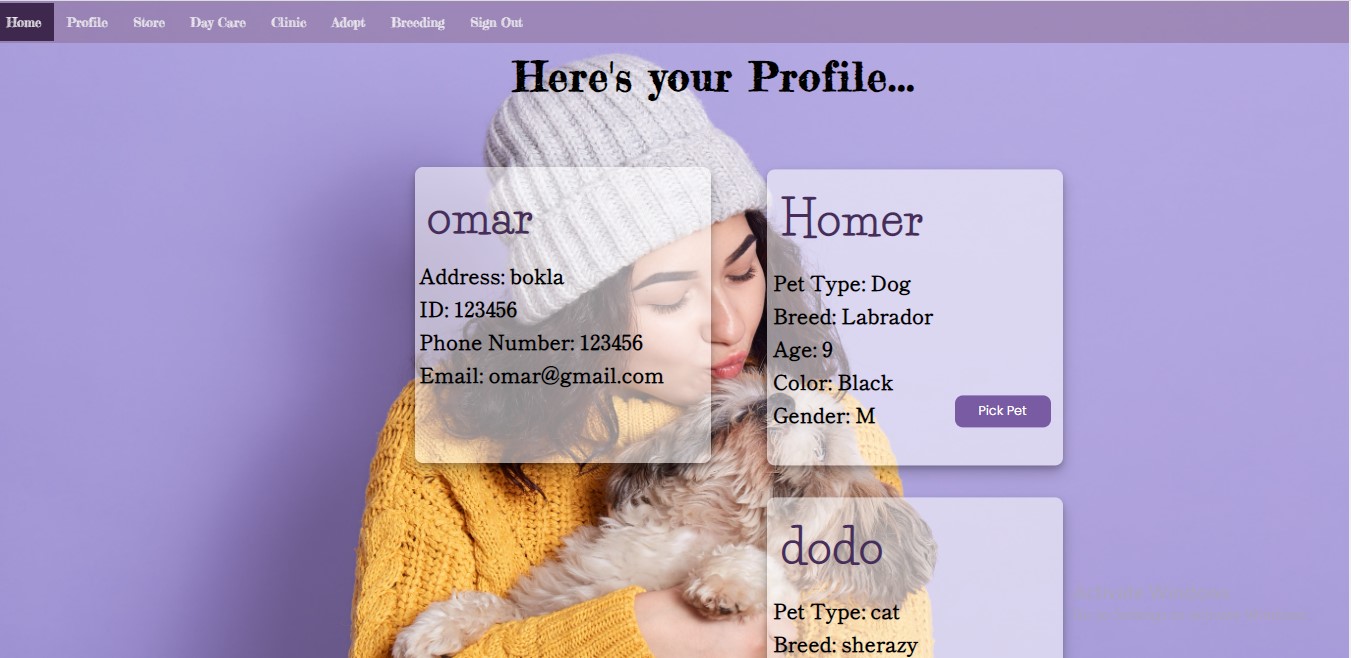 Home Profile Store Day Care Clinic Adopt Breeding Sign Out
Here's your Profile...
omar
Address: bokla
ID: 123456
Phone Number: 123456
Email: omar@gmail.com
Homer
Pet Type: Dog
Breed: Labrador
Age: 9
Color: Black
Gender: M
Pick Pet
dodo
Pet Type: cat
Breed: sherazy